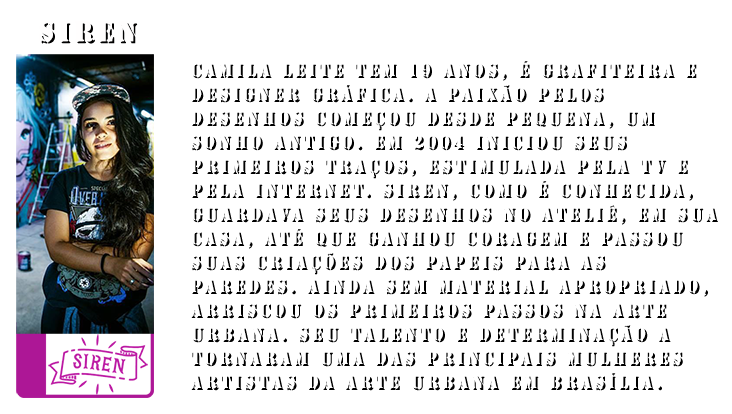 SIREN
CAMILA LEITE TEM 19 ANOS, É GRAFITEIRA E
DESIGNER GRÁFICA. A PAIXÃO PELOS
DESENHOS COMEÇOU DESDE PEQUENA, UM
SONHO ANTIGO. EM 2004 INICIOU SEUS
PRIMEIROS TRAÇOS, ESTIMULADA PELA TV E
PELA INTERNET. SIREN, COMO É CONHECIDA,
GUARDAVA SEUS DESENHOS NO ATELIÊ, EM SUA
CASA, ATÉ QUE GANHOU CORAGEM E PASSOU
SUAS CRIAÇÕES DOS PAPEIS PARA AS
PAREDES. AINDA SEM MATERIAL APROPRIADO,
ARRISCOU OS PRIMEIROS PASSOS NA ARTE
URBANA. SEU TALENTO E DETERMINAÇÃO A
TORNARAM UMA DAS PRINCIPAIS MULHERES
ARTISTAS DA ARTE URBANA EM BRASÍLIA.
SIREN